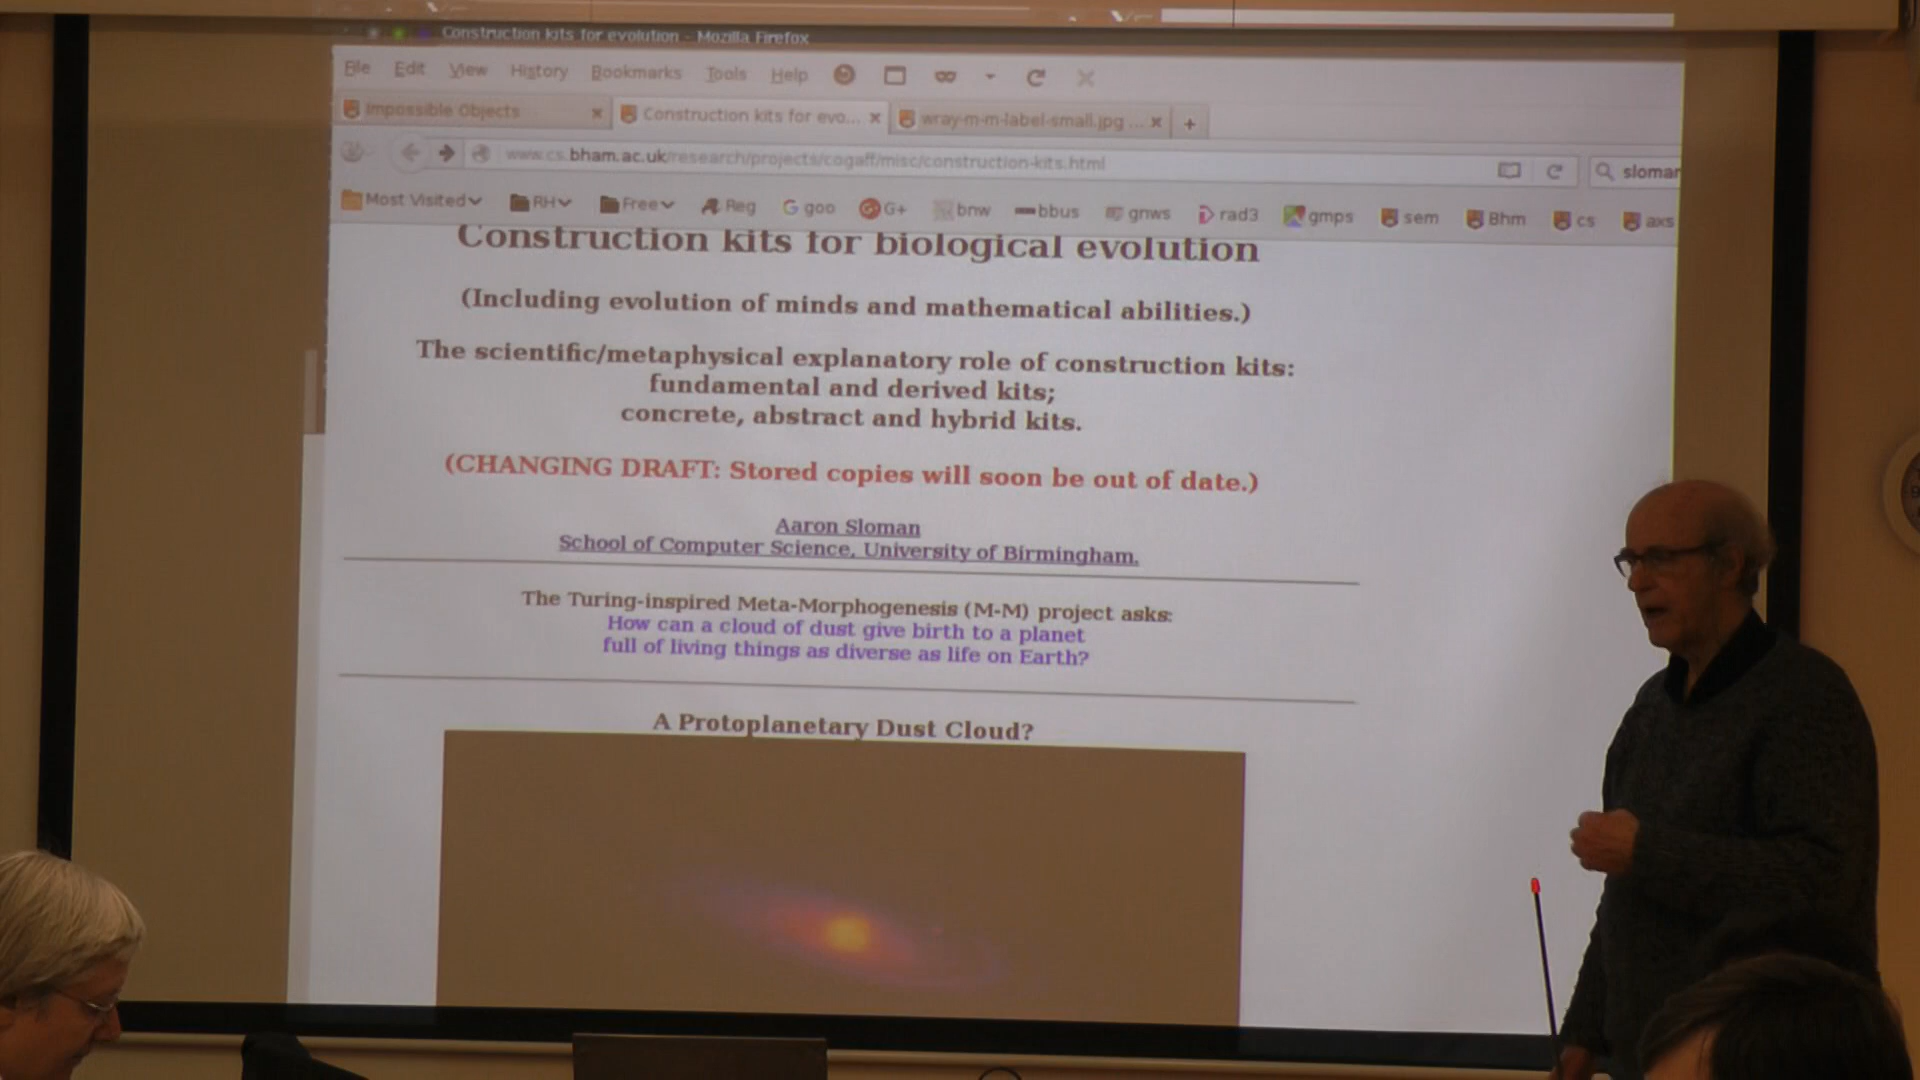 Construction kits for evolution - Mozilla Firefox
File Edit View History Bookmarks Tools Help
Impossible Objects
Construction kits for evo...
wray-m-m-label-small.jpg ...
www.cs.bham.ac.uk/research/projects/cogaff/misc/construction-kits.html
sloman
Most Visited RH Free Reg goo G+ bnw bbus gnws rad3 gmps sem Bhm cs axs
Construction kits for biological evolution
(Including evolution of minds and mathematical abilities.)
The scientific/metaphysical explanatory role of construction kits:
fundamental and derived kits;
concrete, abstract and hybrid kits.
(CHANGING DRAFT: Stored copies will soon be out of date.)
Aaron Sloman
School of Computer Science, University of Birmingham.
The Turing-inspired Meta-Morphogenesis (M-M) project asks:
How can a cloud of dust give birth to a planet
full of living things as diverse as life on Earth?
A Protoplanetary Dust Cloud?